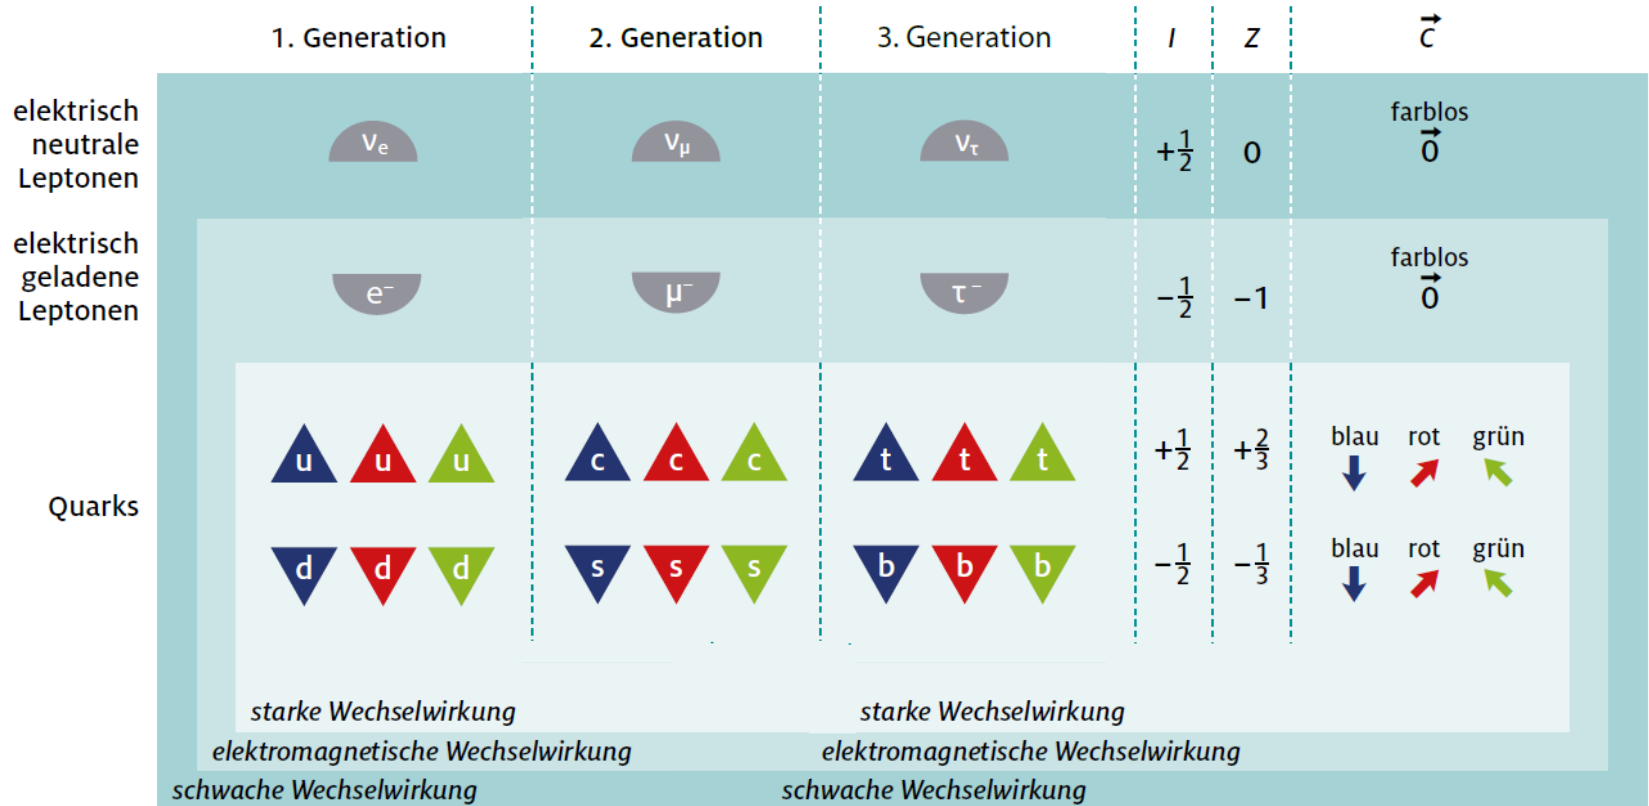 1. Generation 2. Generation 3. Generation I Z C⃗
elektrisch
neutrale
Leptonen
νe νμ ντ +1/2 0 farblos
0⃗
elektrisch
geladene
Leptonen
e⁻ μ⁻ τ⁻ −1/2 −1 farblos
0⃗
Quarks
u u u c c c t t t +1/2 +2/3 blau rot grün
d d d s s s b b b −1/2 −1/3 blau rot grün
starke Wechselwirkung starke Wechselwirkung
elektromagnetische Wechselwirkung elektromagnetische Wechselwirkung
schwache Wechselwirkung schwache Wechselwirkung